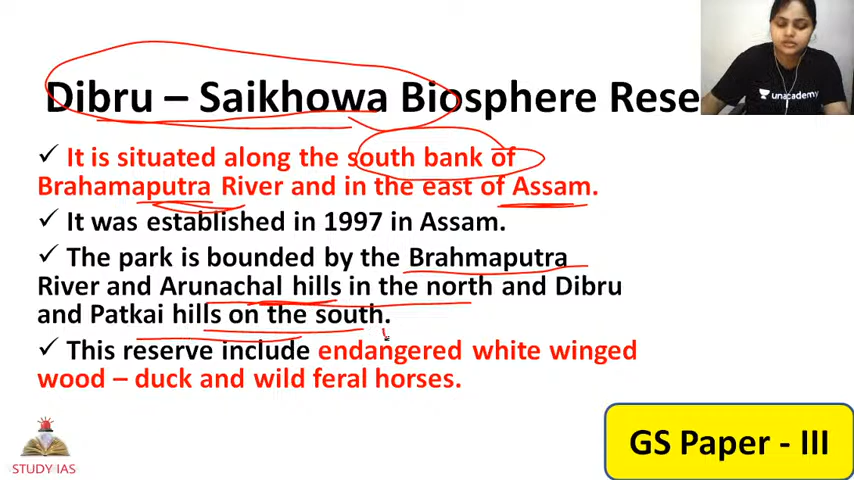 Dibru – Saikhowa Biosphere Rese
✓ It is situated along the south bank of
Brahamaputra River and in the east of Assam.
✓ It was established in 1997 in Assam.
✓ The park is bounded by the Brahmaputra
River and Arunachal hills in the north and Dibru
and Patkai hills on the south.
✓ This reserve include endangered white winged
wood – duck and wild feral horses.
GS Paper - III
STUDY IAS
unacademy